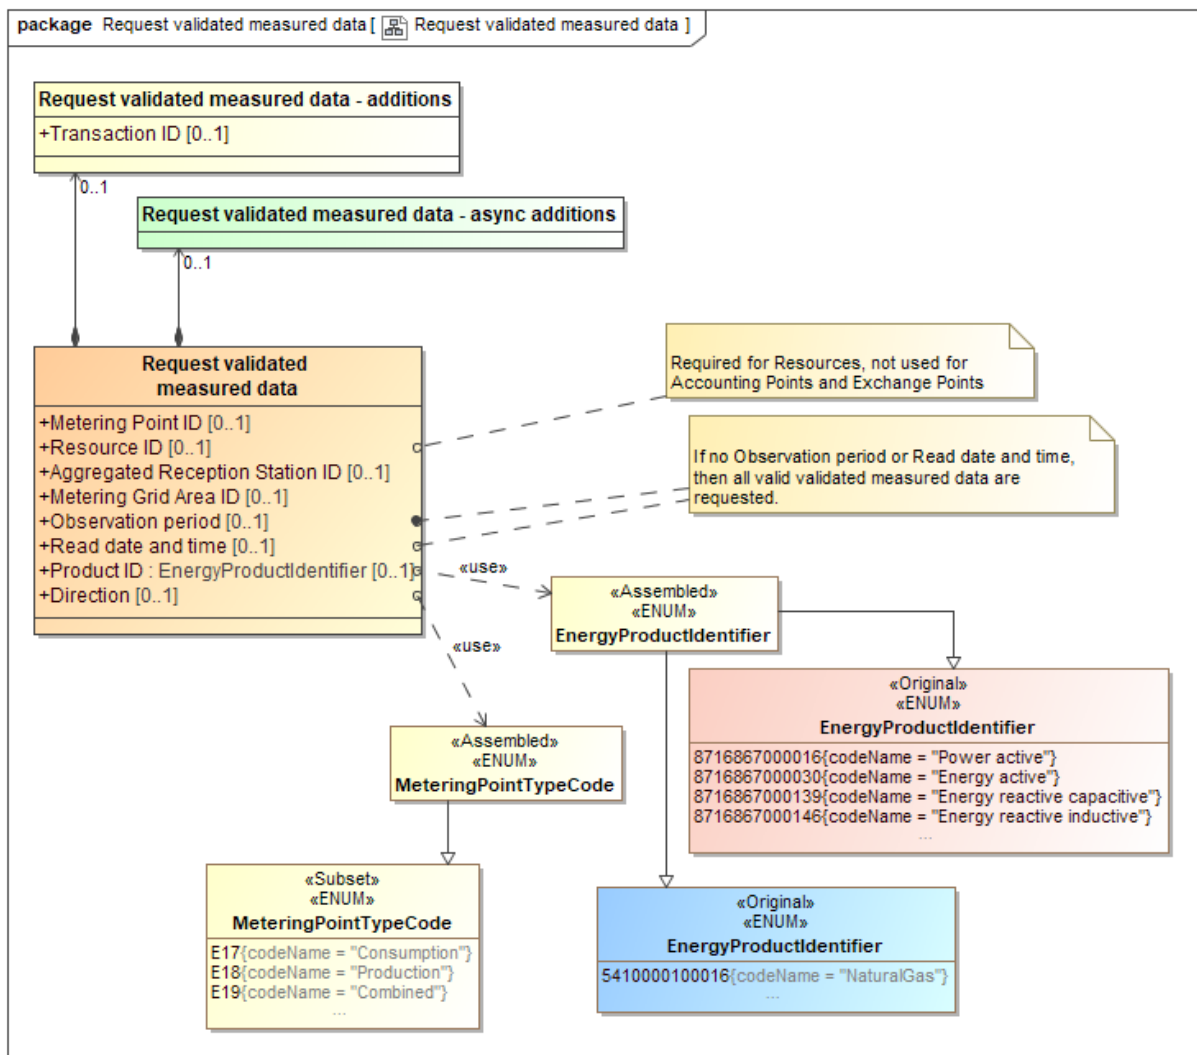 package Request validated measured data [ Request validated measured data ]
Request validated measured data - additions
+Transaction ID [0..1]
0..1
Request validated measured data - async additions
0..1
Request validated
measured data
+Metering Point ID [0..1]
+Resource ID [0..1]
+Aggregated Reception Station ID [0..1]
+Metering Grid Area ID [0..1]
+Observation period [0..1]
+Read date and time [0..1]
+Product ID : EnergyProductIdentifier [0..1]
+Direction [0..1]
Required for Resources, not used for
Accounting Points and Exchange Points
If no Observation period or Read date and time,
then all valid validated measured data are
requested.
«use»
«use»
«Assembled»
«ENUM»
EnergyProductIdentifier
«Original»
«ENUM»
EnergyProductIdentifier
8716867000016{codeName = "Power active"}
8716867000030{codeName = "Energy active"}
8716867000139{codeName = "Energy reactive capacitive"}
8716867000146{codeName = "Energy reactive inductive"}
...
«Assembled»
«ENUM»
MeteringPointTypeCode
«Subset»
«ENUM»
MeteringPointTypeCode
E17{codeName = "Consumption"}
E18{codeName = "Production"}
E19{codeName = "Combined"}
...
«Original»
«ENUM»
EnergyProductIdentifier
5410000100016{codeName = "NaturalGas"}
...